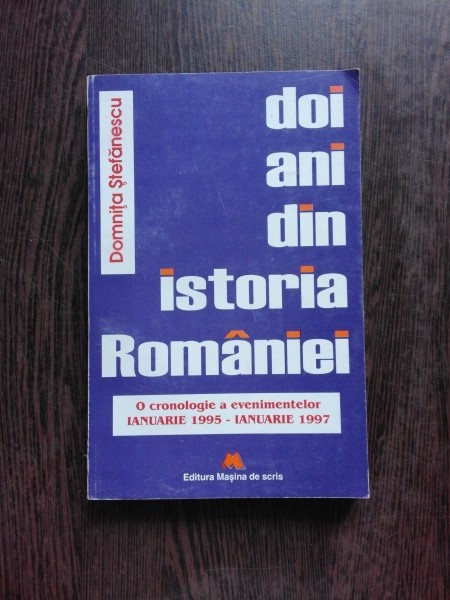 Domnița Ștefănescu
doi
ani
din
istoria
României
O cronologie a evenimentelor
IANUARIE 1995 - IANUARIE 1997
Editura Mașina de scris